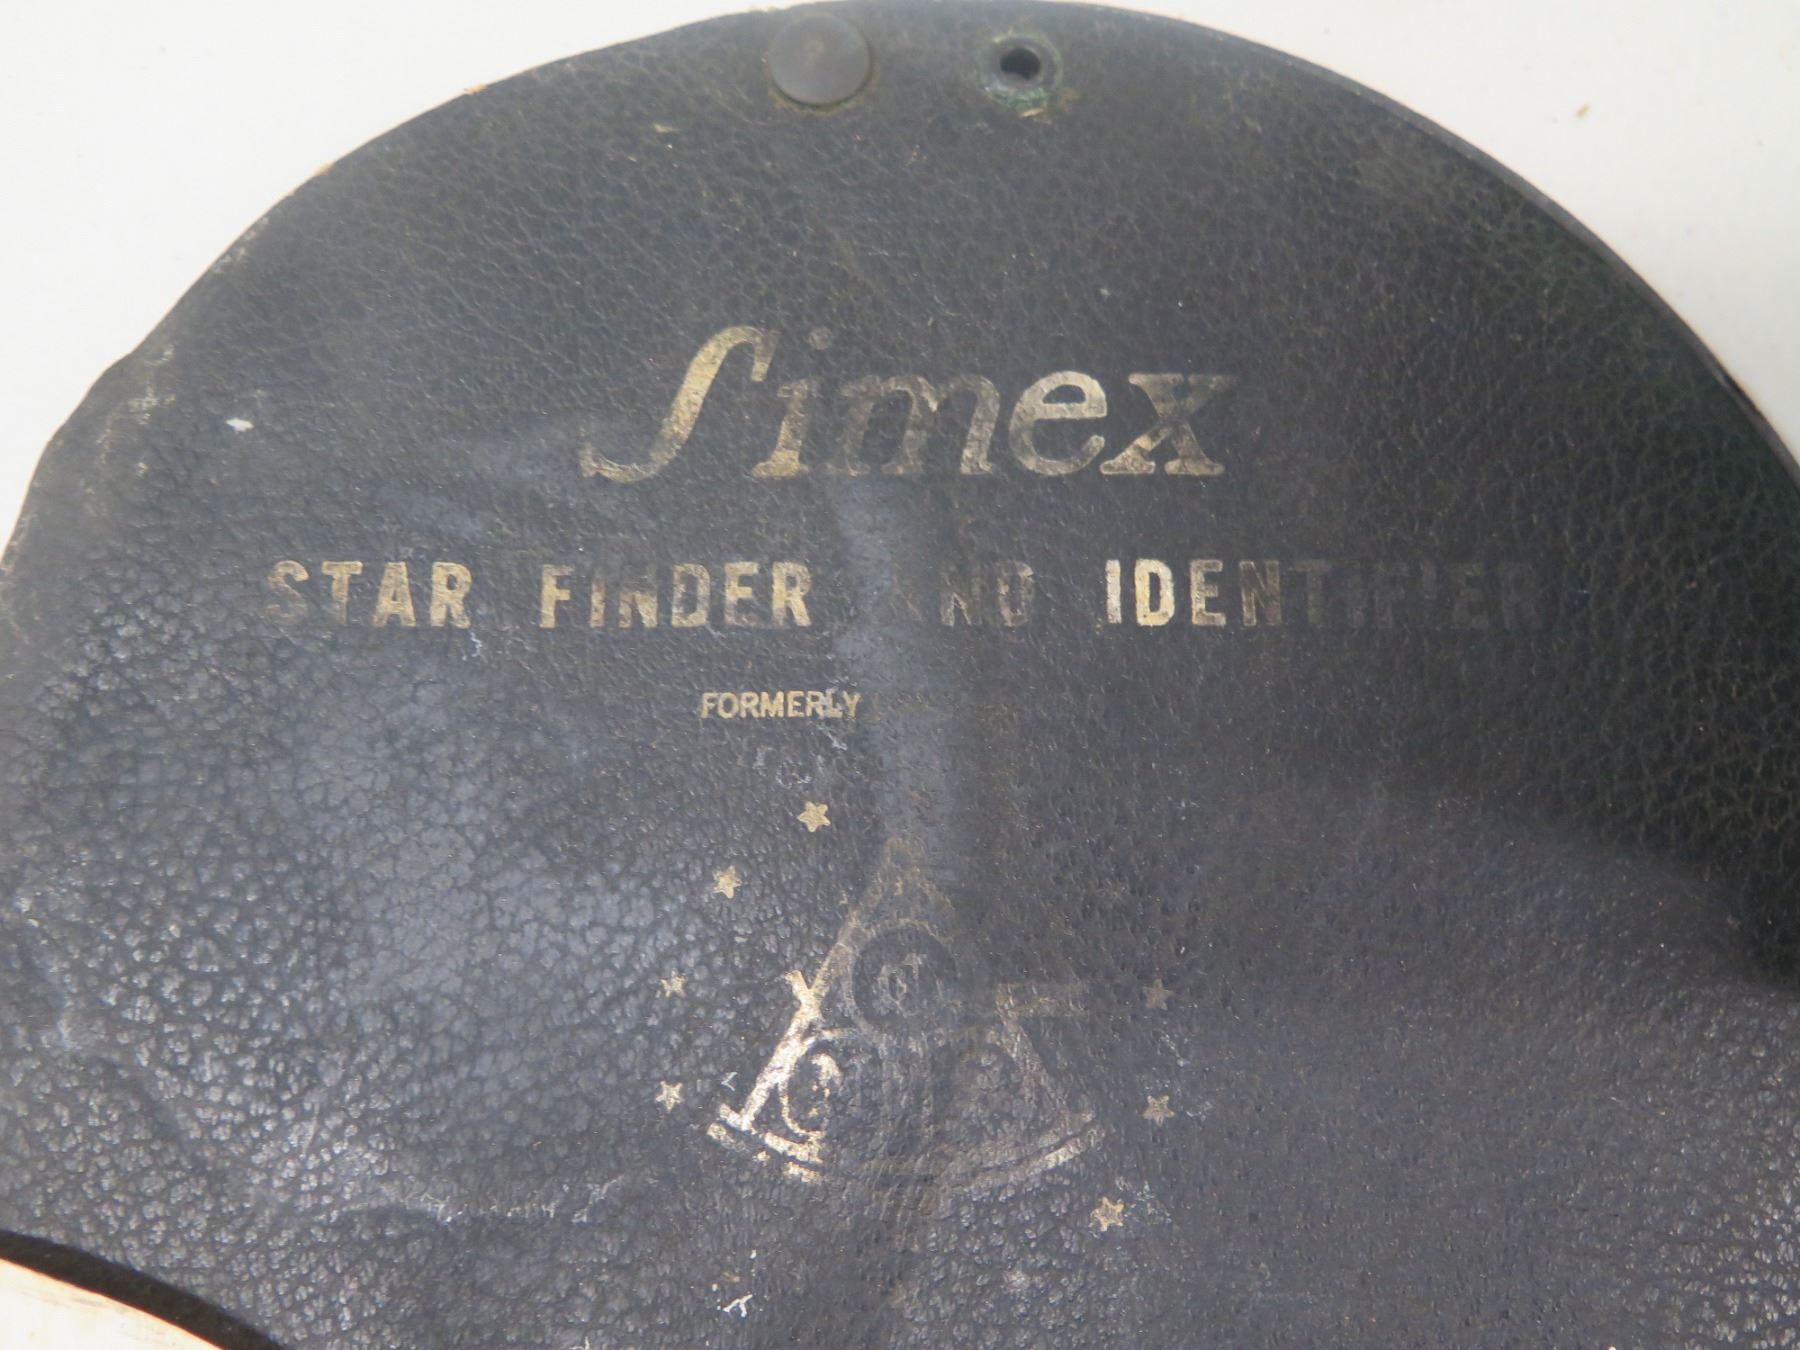 Simex
STAR FINDER AND IDENTIFIER
FORMERLY